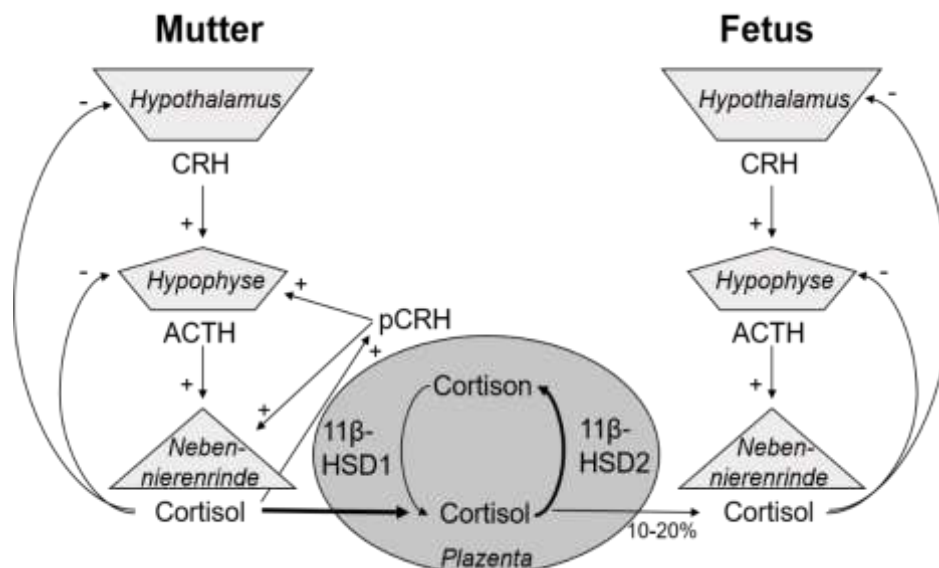 Mutter
Fetus
-
Hypothalamus
Hypothalamus
-
CRH
CRH
+
+
-
Hypophyse
+
Hypophyse
-
ACTH
pCRH
ACTH
+
+
+
+
Cortison
Neben-
nierenrinde
11β-
HSD1
11β-
HSD2
Neben-
nierenrinde
Cortisol
Cortisol
10-20%
Cortisol
Plazenta